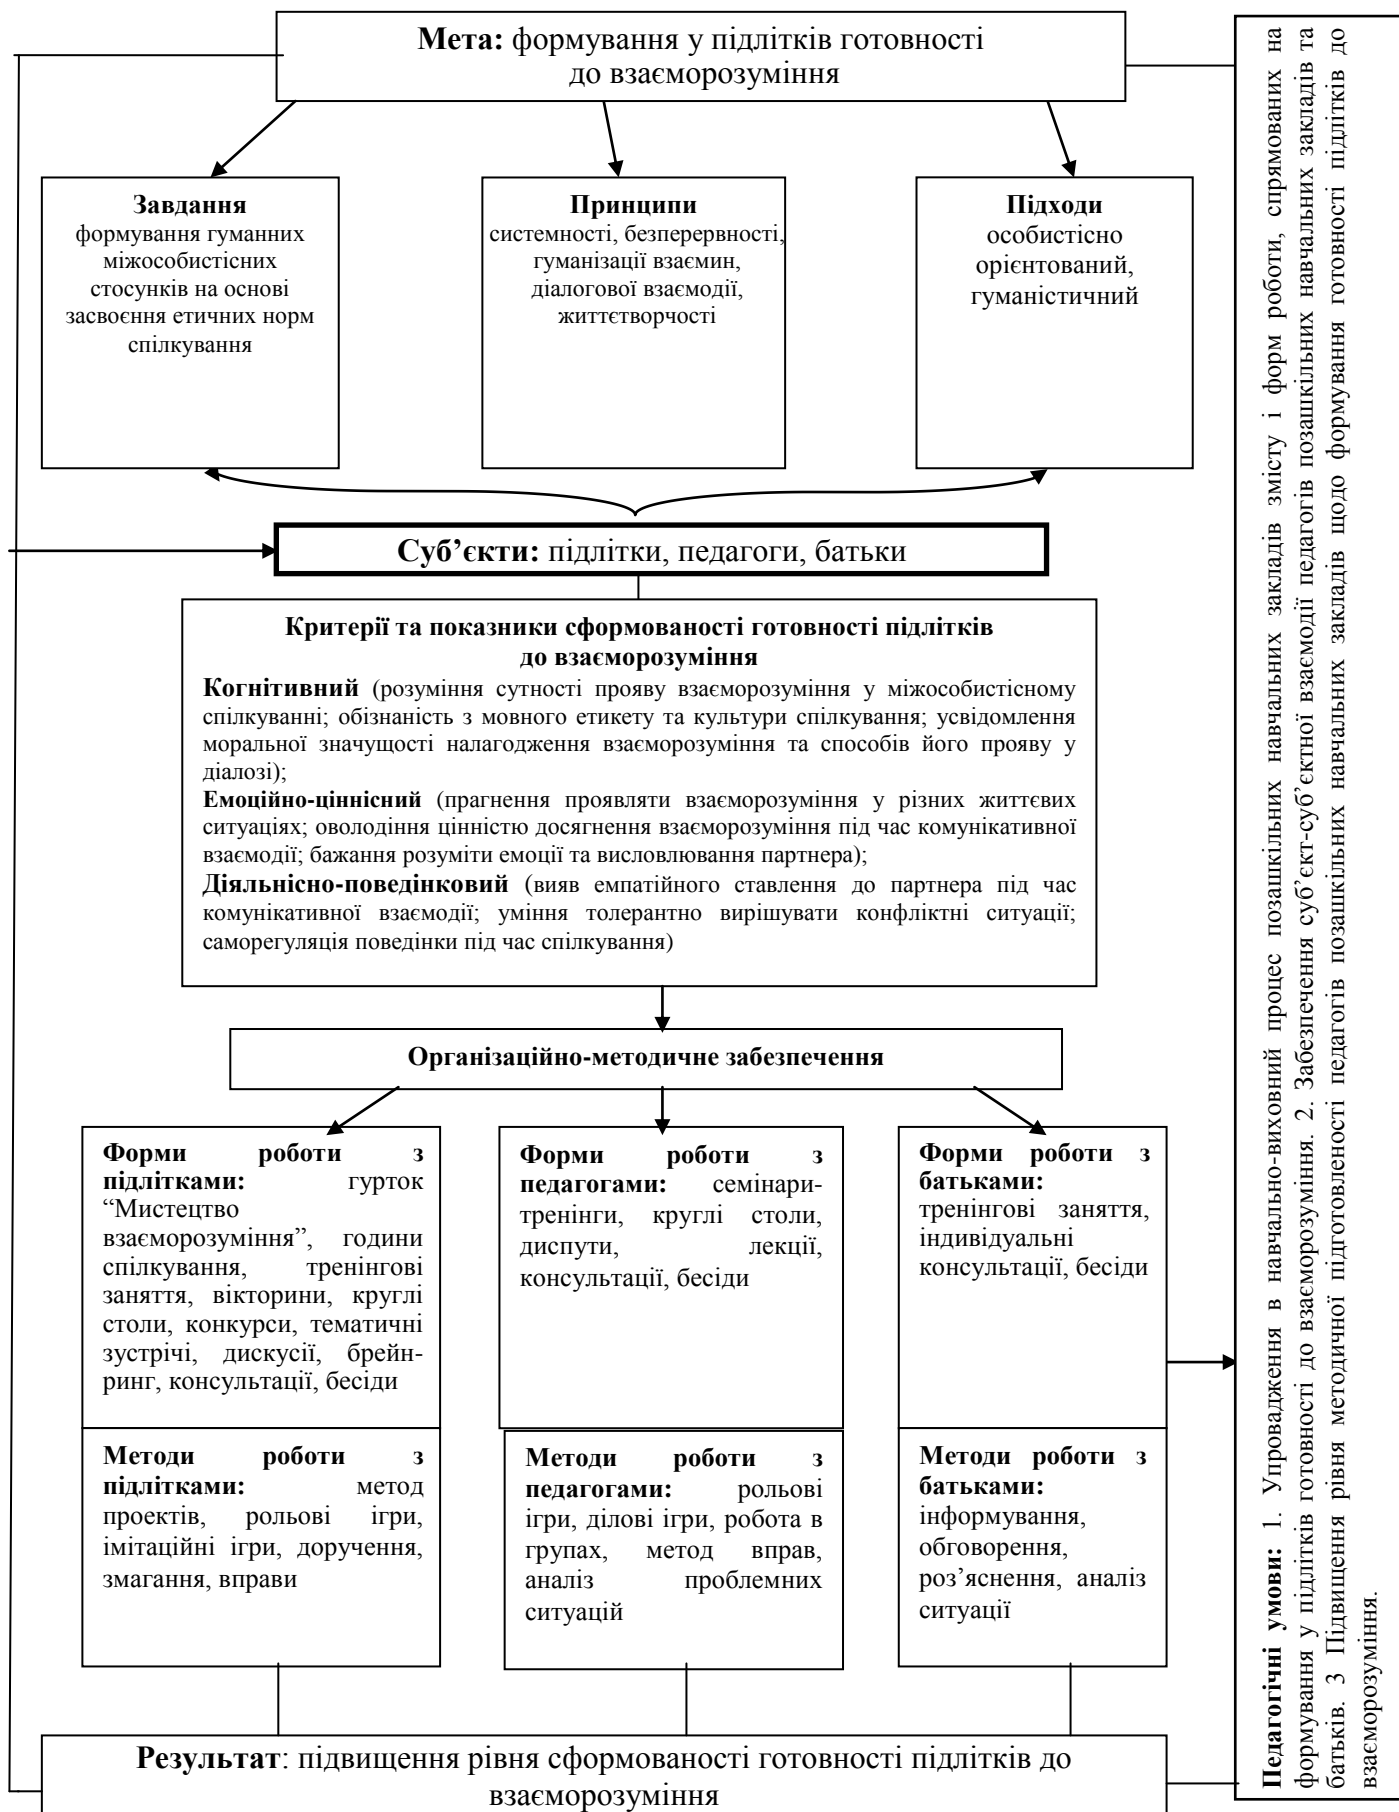 Мета: формування у підлітків готовності
до взаєморозуміння
Завдання
формування гуманних
міжособистісних
стосунків на основі
засвоєння етичних норм
спілкування
Принципи
системності, безперервності,
гуманізації взаємин,
діалогової взаємодії,
життєтворчості
Підходи
особистісно
орієнтований,
гуманістичний
Суб’єкти: підлітки, педагоги, батьки
Критерії та показники сформованості готовності підлітків
до взаєморозуміння
Когнітивний (розуміння сутності прояву взаєморозуміння у міжособистісному
спілкуванні; обізнаність з мовного етикету та культури спілкування; усвідомлення
моральної значущості налагодження взаєморозуміння та способів його прояву у
діалозі);
Емоційно-ціннісний (прагнення проявляти взаєморозуміння у різних життєвих
ситуаціях; оволодіння цінністю досягнення взаєморозуміння під час комунікативної
взаємодії; бажання розуміти емоції та висловлювання партнера);
Діяльнісно-поведінковий (вияв емпатійного ставлення до партнера під час
комунікативної взаємодії; уміння толерантно вирішувати конфліктні ситуації;
саморегуляція поведінки під час спілкування)
Організаційно-методичне забезпечення
Форми роботи з
підлітками: гурток
“Мистецтво
взаєморозуміння”, години
спілкування, тренінгові
заняття, вікторини, круглі
столи, конкурси, тематичні
зустрічі, дискусії, брейн-
ринг, консультації, бесіди
Форми роботи з
педагогами: семінари-
тренінги, круглі столи,
диспути, лекції,
консультації, бесіди
Форми роботи з
батьками:
тренінгові заняття,
індивідуальні
консультації, бесіди
Методи роботи з
підлітками: метод
проектів, рольові ігри,
імітаційні ігри, доручення,
змагання, вправи
Методи роботи з
педагогами: рольові
ігри, ділові ігри, робота в
групах, метод вправ,
аналіз проблемних
ситуацій
Методи роботи з
батьками:
інформування,
обговорення,
роз’яснення, аналіз
ситуації
Результат: підвищення рівня сформованості готовності підлітків до
взаєморозуміння
Педагогічні умови: 1. Упровадження в навчально-виховний процес позашкільних навчальних закладів змісту і форм роботи, спрямованих на
формування у підлітків готовності до взаєморозуміння. 2. Забезпечення суб’єкт-суб’єктної взаємодії педагогів позашкільних навчальних закладів та
батьків. 3 Підвищення рівня методичної підготовленості педагогів позашкільних навчальних закладів щодо формування готовності підлітків до
взаєморозуміння.